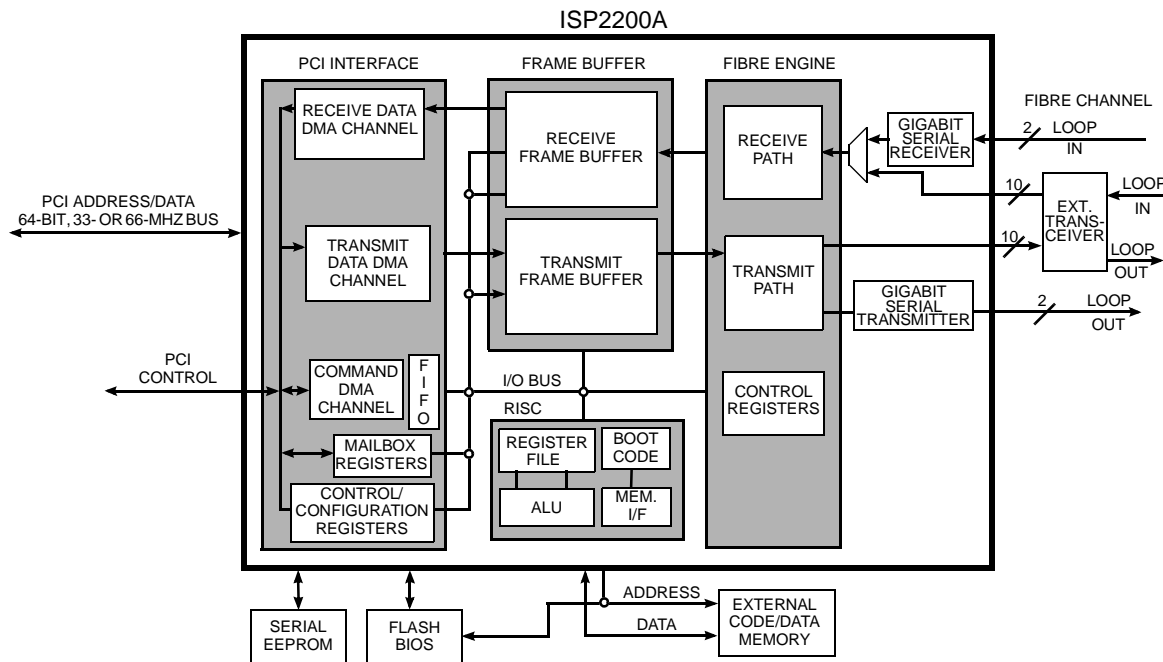 ISP2200A
PCI INTERFACE
FRAME BUFFER
FIBRE ENGINE
FIBRE CHANNEL
RECEIVE DATA
DMA CHANNEL
RECEIVE
FRAME BUFFER
RECEIVE
PATH
GIGABIT
SERIAL
RECEIVER
2
LOOP
IN
PCI ADDRESS/DATA
64-BIT, 33- OR 66-MHZ BUS
TRANSMIT
DATA DMA
CHANNEL
TRANSMIT
FRAME BUFFER
TRANSMIT
PATH
10
10
EXT.
TRANS-
CEIVER
LOOP
IN
LOOP
OUT
GIGABIT
SERIAL
TRANSMITTER
2
LOOP
OUT
PCI
CONTROL
COMMAND
DMA
CHANNEL
F
I
F
O
I/O BUS
CONTROL
REGISTERS
MAILBOX
REGISTERS
CONTROL/
CONFIGURATION
REGISTERS
RISC
REGISTER
FILE
BOOT
CODE
ALU
MEM.
I/F
SERIAL
EEPROM
FLASH
BIOS
ADDRESS
DATA
EXTERNAL
CODE/DATA
MEMORY